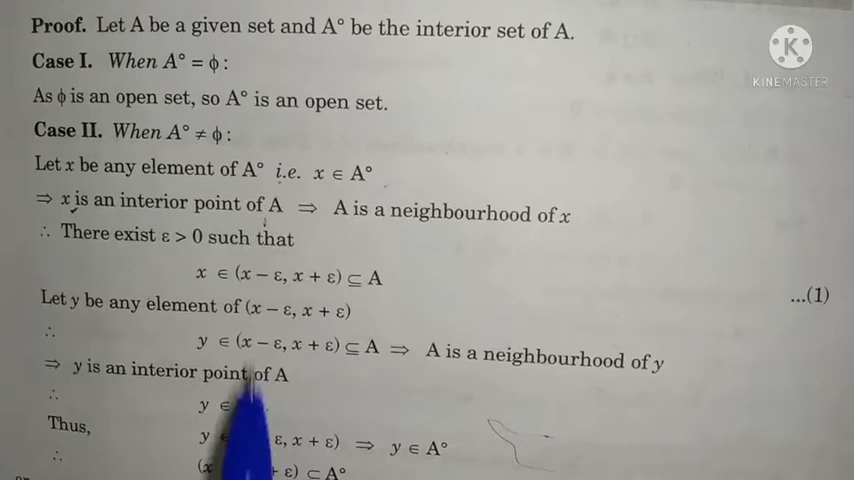 Proof. Let A be a given set and A° be the interior set of A.
K
KINEMASTER
Case I. When A° = ϕ :
As ϕ is an open set, so A° is an open set.
Case II. When A° ≠ ϕ :
Let x be any element of A° i.e. x ∈ A°
⇒ x is an interior point of A ⇒ A is a neighbourhood of x
∴ There exist ε > 0 such that
x ∈ (x – ε, x + ε) ⊆ A ...(1)
Let y be any element of (x – ε, x + ε)
∴ y ∈ (x – ε, x + ε) ⊆ A ⇒ A is a neighbourhood of y
⇒ y is an interior point of A
∴ y ∈
Thus, y ε, x + ε) ⇒ y ∈ A°
∴ (x + ε) ⊂ A°